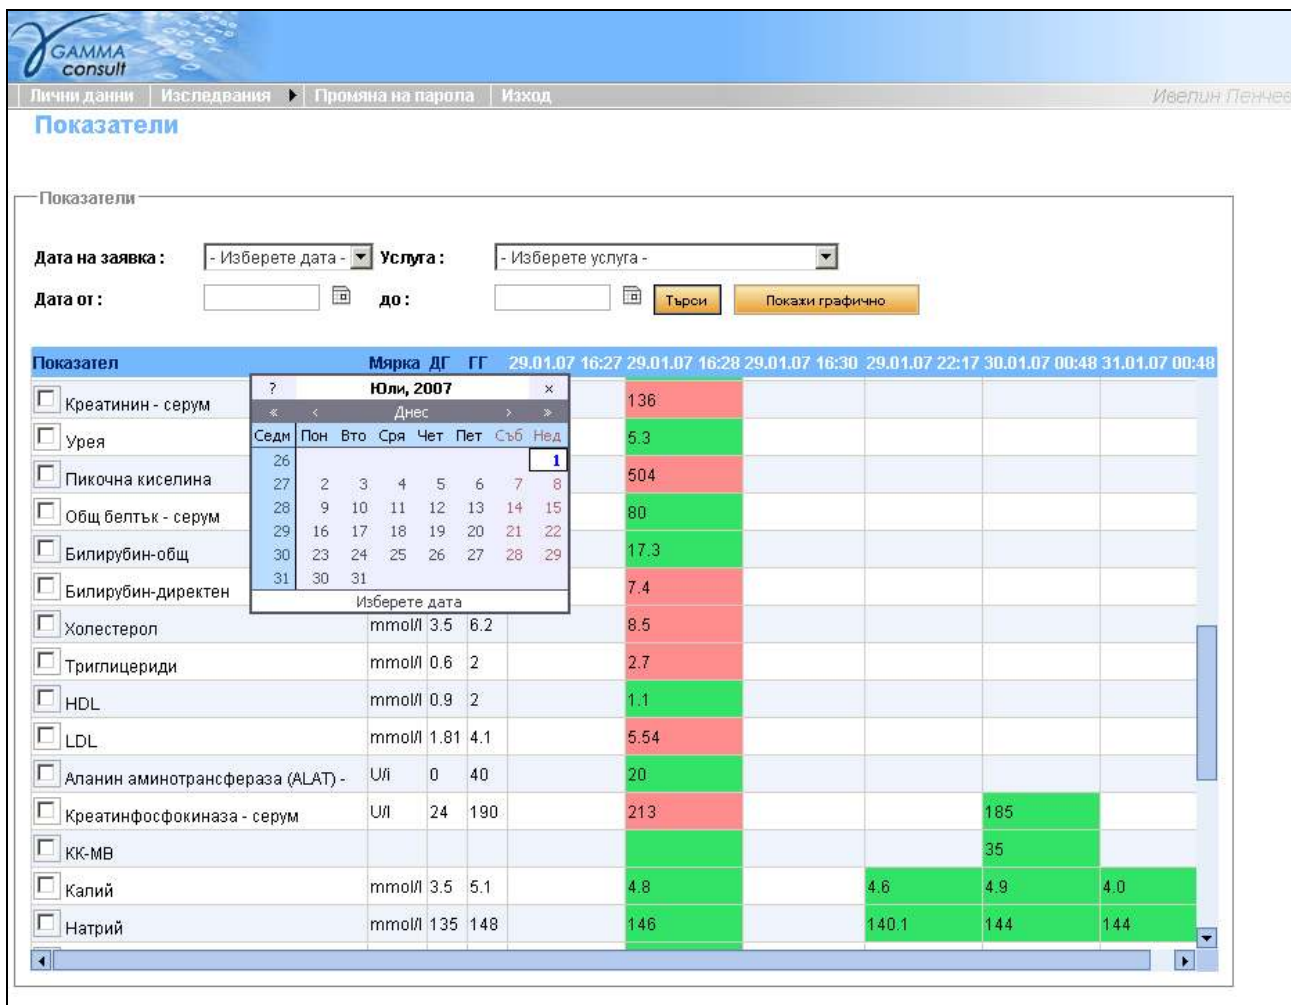 GAMMA
consult
Лични данни Изследвания Промяна на парола Изход Ивелин Пенчев
Показатели
Показатели
Дата на заявка : - Изберете дата - Услуга : - Изберете услуга -
Дата от : до : Търси Покажи графично
Показател Мярка ДГ ГГ 29.01.07 16:27 29.01.07 16:28 29.01.07 16:30 29.01.07 22:17 30.01.07 00:48 31.01.07 00:48
? Юли, 2007 ×
« ‹ Днес › »
Седм Пон Вто Сря Чет Пет Съб Нед
26 1
27 2 3 4 5 6 7 8
28 9 10 11 12 13 14 15
29 16 17 18 19 20 21 22
30 23 24 25 26 27 28 29
31 30 31
Изберете дата
Креатинин - серум 136
Урея 5.3
Пикочна киселина 504
Общ белтък - серум 80
Билирубин-общ 17.3
Билирубин-директен 7.4
Холестерол mmol/l 3.5 6.2 8.5
Триглицериди mmol/l 0.6 2 2.7
HDL mmol/l 0.9 2 1.1
LDL mmol/l 1.81 4.1 5.54
Аланин аминотрансфераза (ALAT) - U/i 0 40 20
Креатинфосфокиназа - серум U/l 24 190 213 185
КК-МВ 35
Калий mmol/l 3.5 5.1 4.8 4.6 4.9 4.0
Натрий mmol/l 135 148 146 140.1 144 144